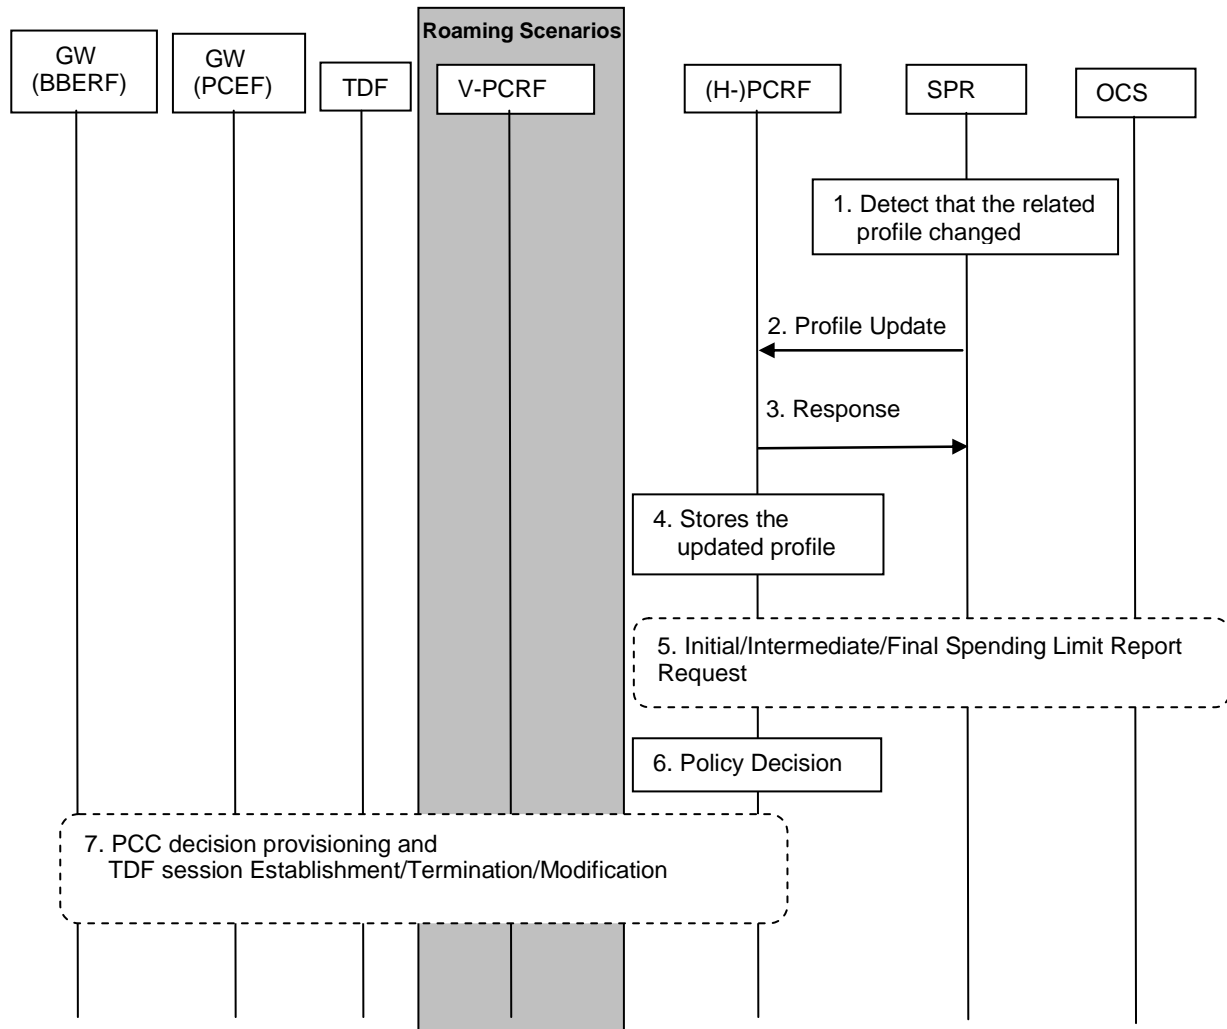 Roaming Scenarios
GW
(BBERF)
GW
(PCEF)
TDF
V-PCRF
(H-)PCRF
SPR
OCS
1. Detect that the related
profile changed
2. Profile Update
3. Response
4. Stores the
updated profile
5. Initial/Intermediate/Final Spending Limit Report
Request
6. Policy Decision
7. PCC decision provisioning and
TDF session Establishment/Termination/Modification